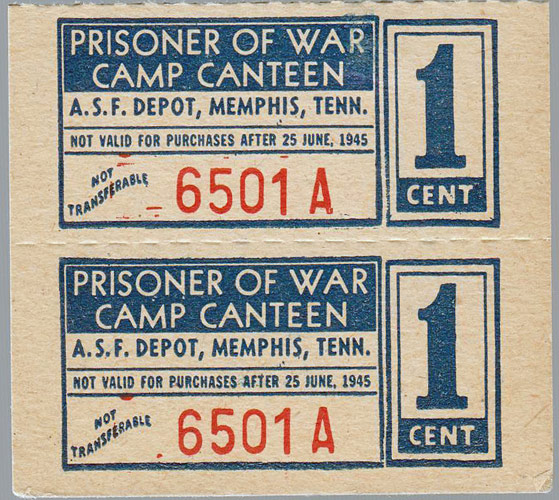 PRISONER OF WAR
CAMP CANTEEN
A.S.F. DEPOT, MEMPHIS, TENN.
NOT VALID FOR PURCHASES AFTER 25 JUNE, 1945
NOT
TRANSFERABLE
6501 A
1
CENT
PRISONER OF WAR
CAMP CANTEEN
A.S.F. DEPOT, MEMPHIS, TENN.
NOT VALID FOR PURCHASES AFTER 25 JUNE, 1945
NOT
TRANSFERABLE
6501 A
1
CENT